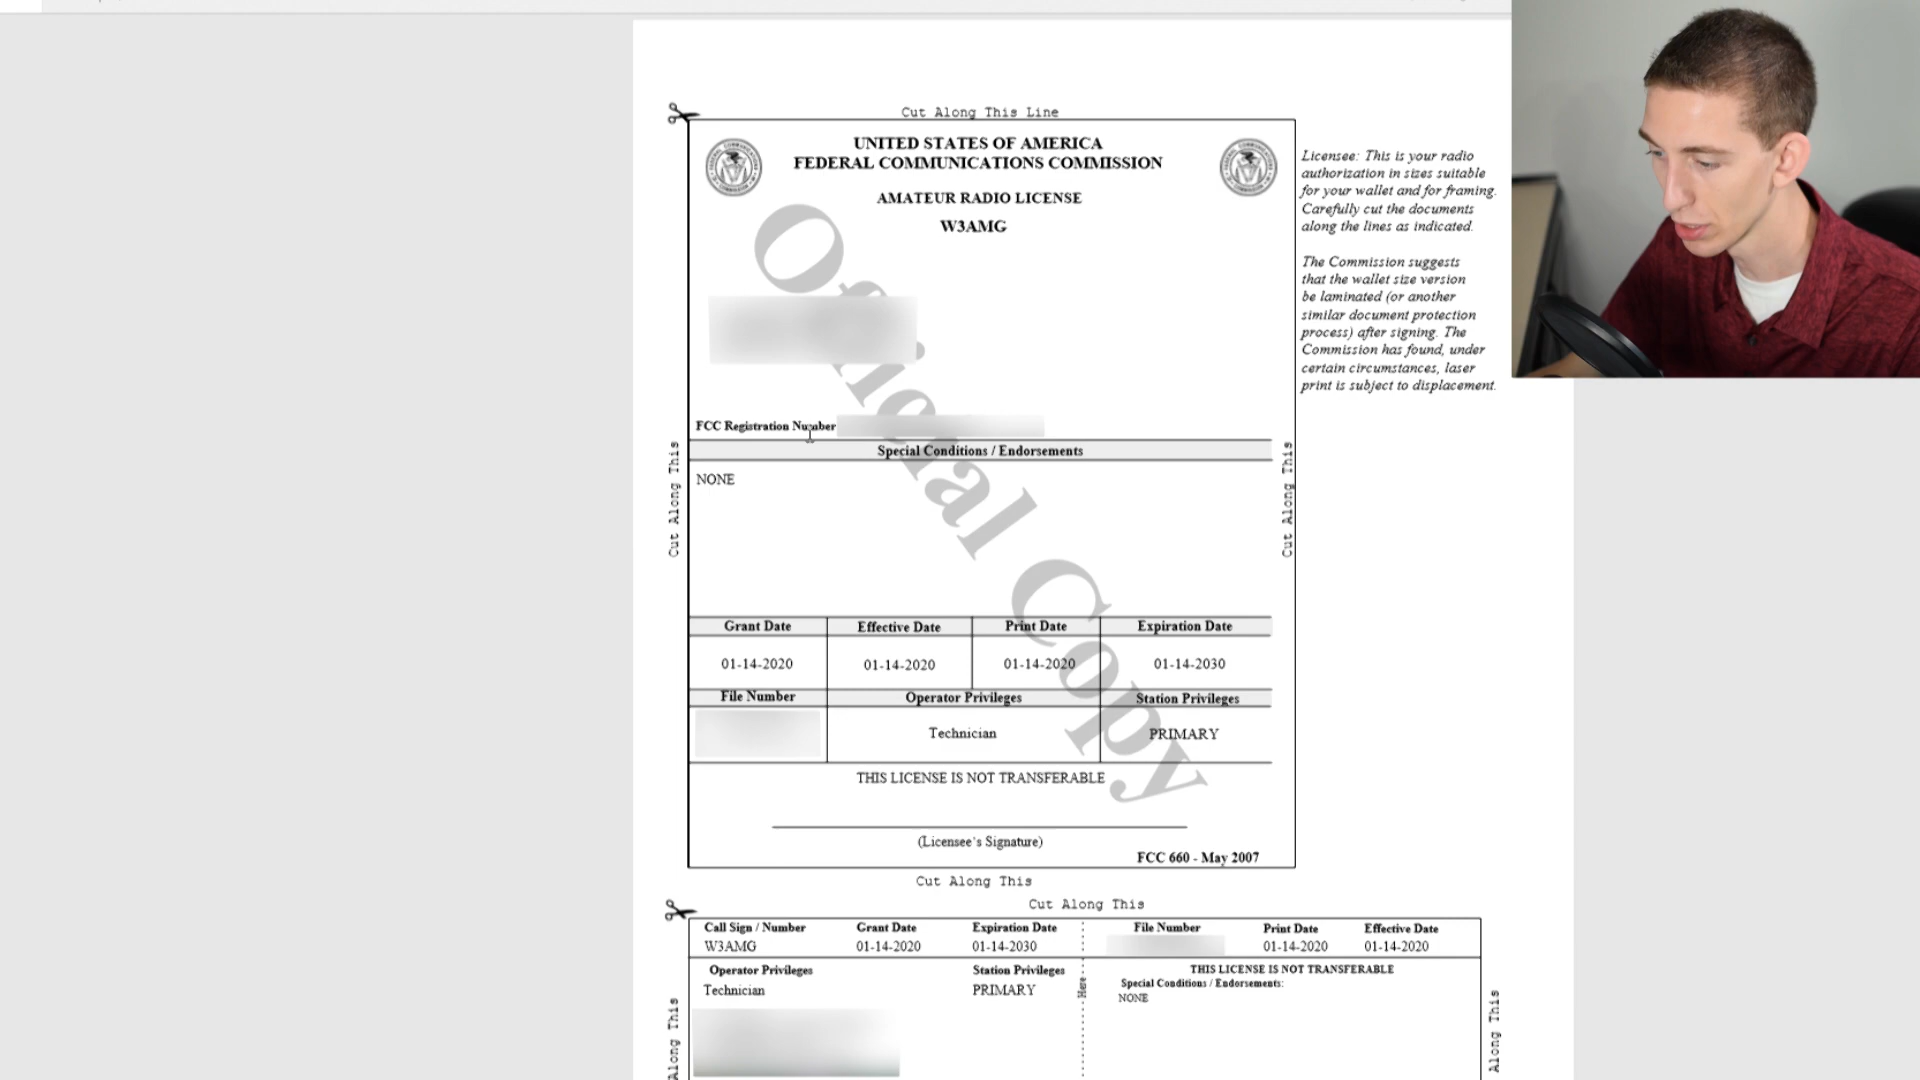 Cut Along This Line
UNITED STATES OF AMERICA
FEDERAL COMMUNICATIONS COMMISSION
AMATEUR RADIO LICENSE
W3AMG
Official Copy
FCC Registration Number
Special Conditions / Endorsements
NONE
Grant Date Effective Date Print Date Expiration Date
01-14-2020 01-14-2020 01-14-2020 01-14-2030
File Number Operator Privileges Station Privileges
Technician PRIMARY
THIS LICENSE IS NOT TRANSFERABLE
(Licensee's Signature)
FCC 660 - May 2007
Cut Along This
Cut Along This
Cut Along This
Licensee: This is your radio
authorization in sizes suitable
for your wallet and for framing.
Carefully cut the documents
along the lines as indicated.
The Commission suggests
that the wallet size version
be laminated (or another
similar document protection
process) after signing. The
Commission has found, under
certain circumstances, laser
print is subject to displacement.
Cut Along This
Call Sign / Number Grant Date Expiration Date File Number Print Date Effective Date
W3AMG 01-14-2020 01-14-2030 01-14-2020 01-14-2020
Operator Privileges Station Privileges
Technician PRIMARY
Here
THIS LICENSE IS NOT TRANSFERABLE
Special Conditions / Endorsements:
NONE
Along This
Along This